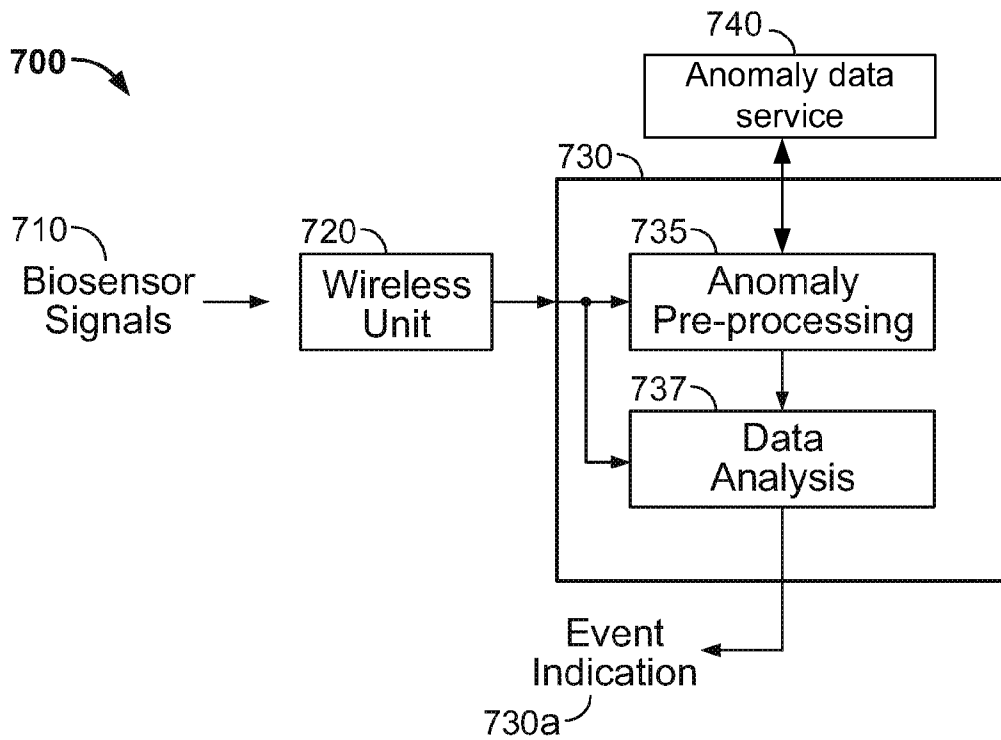 700
740
Anomaly data
service
730
710
Biosensor
Signals
720
Wireless
Unit
735
Anomaly
Pre-processing
737
Data
Analysis
Event
Indication
730a